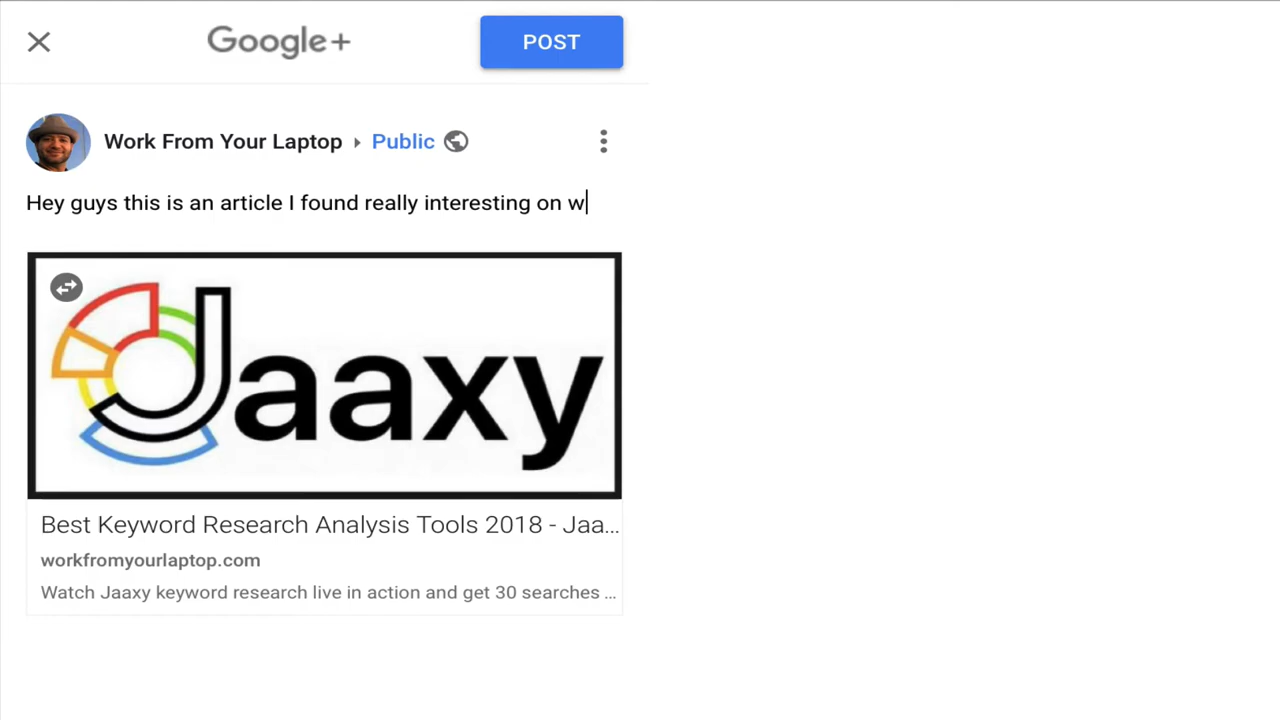 Google+
POST
Work From Your Laptop Public
Hey guys this is an article I found really interesting on w
Jaaxy
Best Keyword Research Analysis Tools 2018 - Jaa...
workfromyourlaptop.com
Watch Jaaxy keyword research live in action and get 30 searches ...